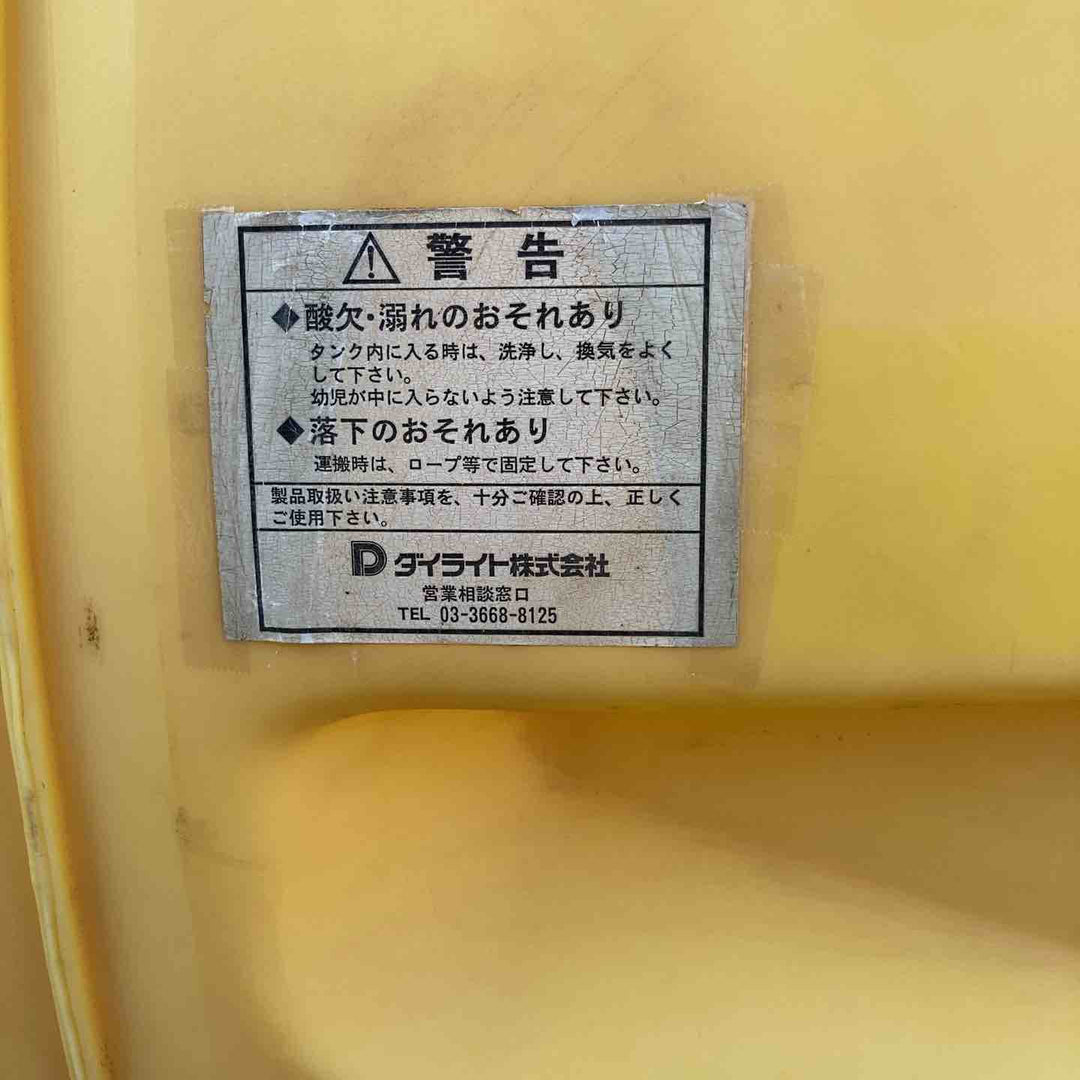 警告
◆酸欠・溺れのおそれあり
タンク内に入る時は、洗浄し、換気をよく
して下さい。
幼児が中に入らないよう注意して下さい。
◆落下のおそれあり
運搬時は、ロープ等で固定して下さい。
製品取扱い注意事項を、十分ご確認の上、正しく
ご使用下さい。
D ダイライト株式会社
営業相談窓口
TEL 03-3668-8125